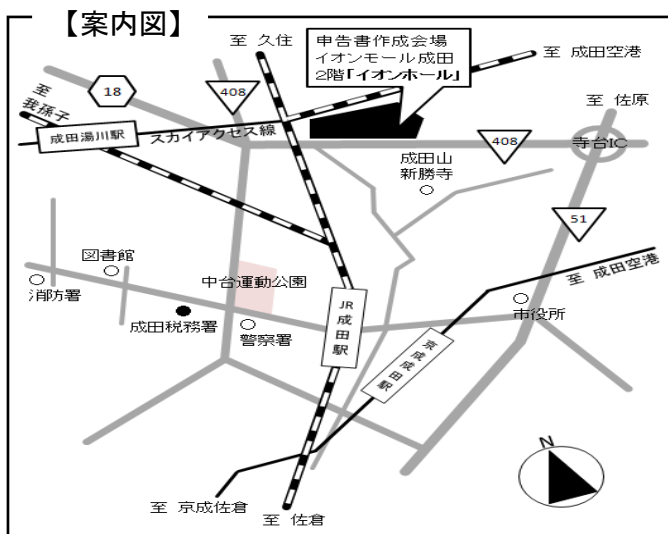 【案内図】
至 久住
申告書作成会場
イオンモール成田
2階「イオンホール」
至 成田空港
至
我孫子
18
408
至 佐原
成田湯川駅
スカイアクセス線
408
寺台IC
成田山
新勝寺
51
図書館
中台運動公園
至 成田空港
消防署
成田税務署
警察署
JR成田駅
京成成田駅
市役所
N
至 京成佐倉
至 佐倉